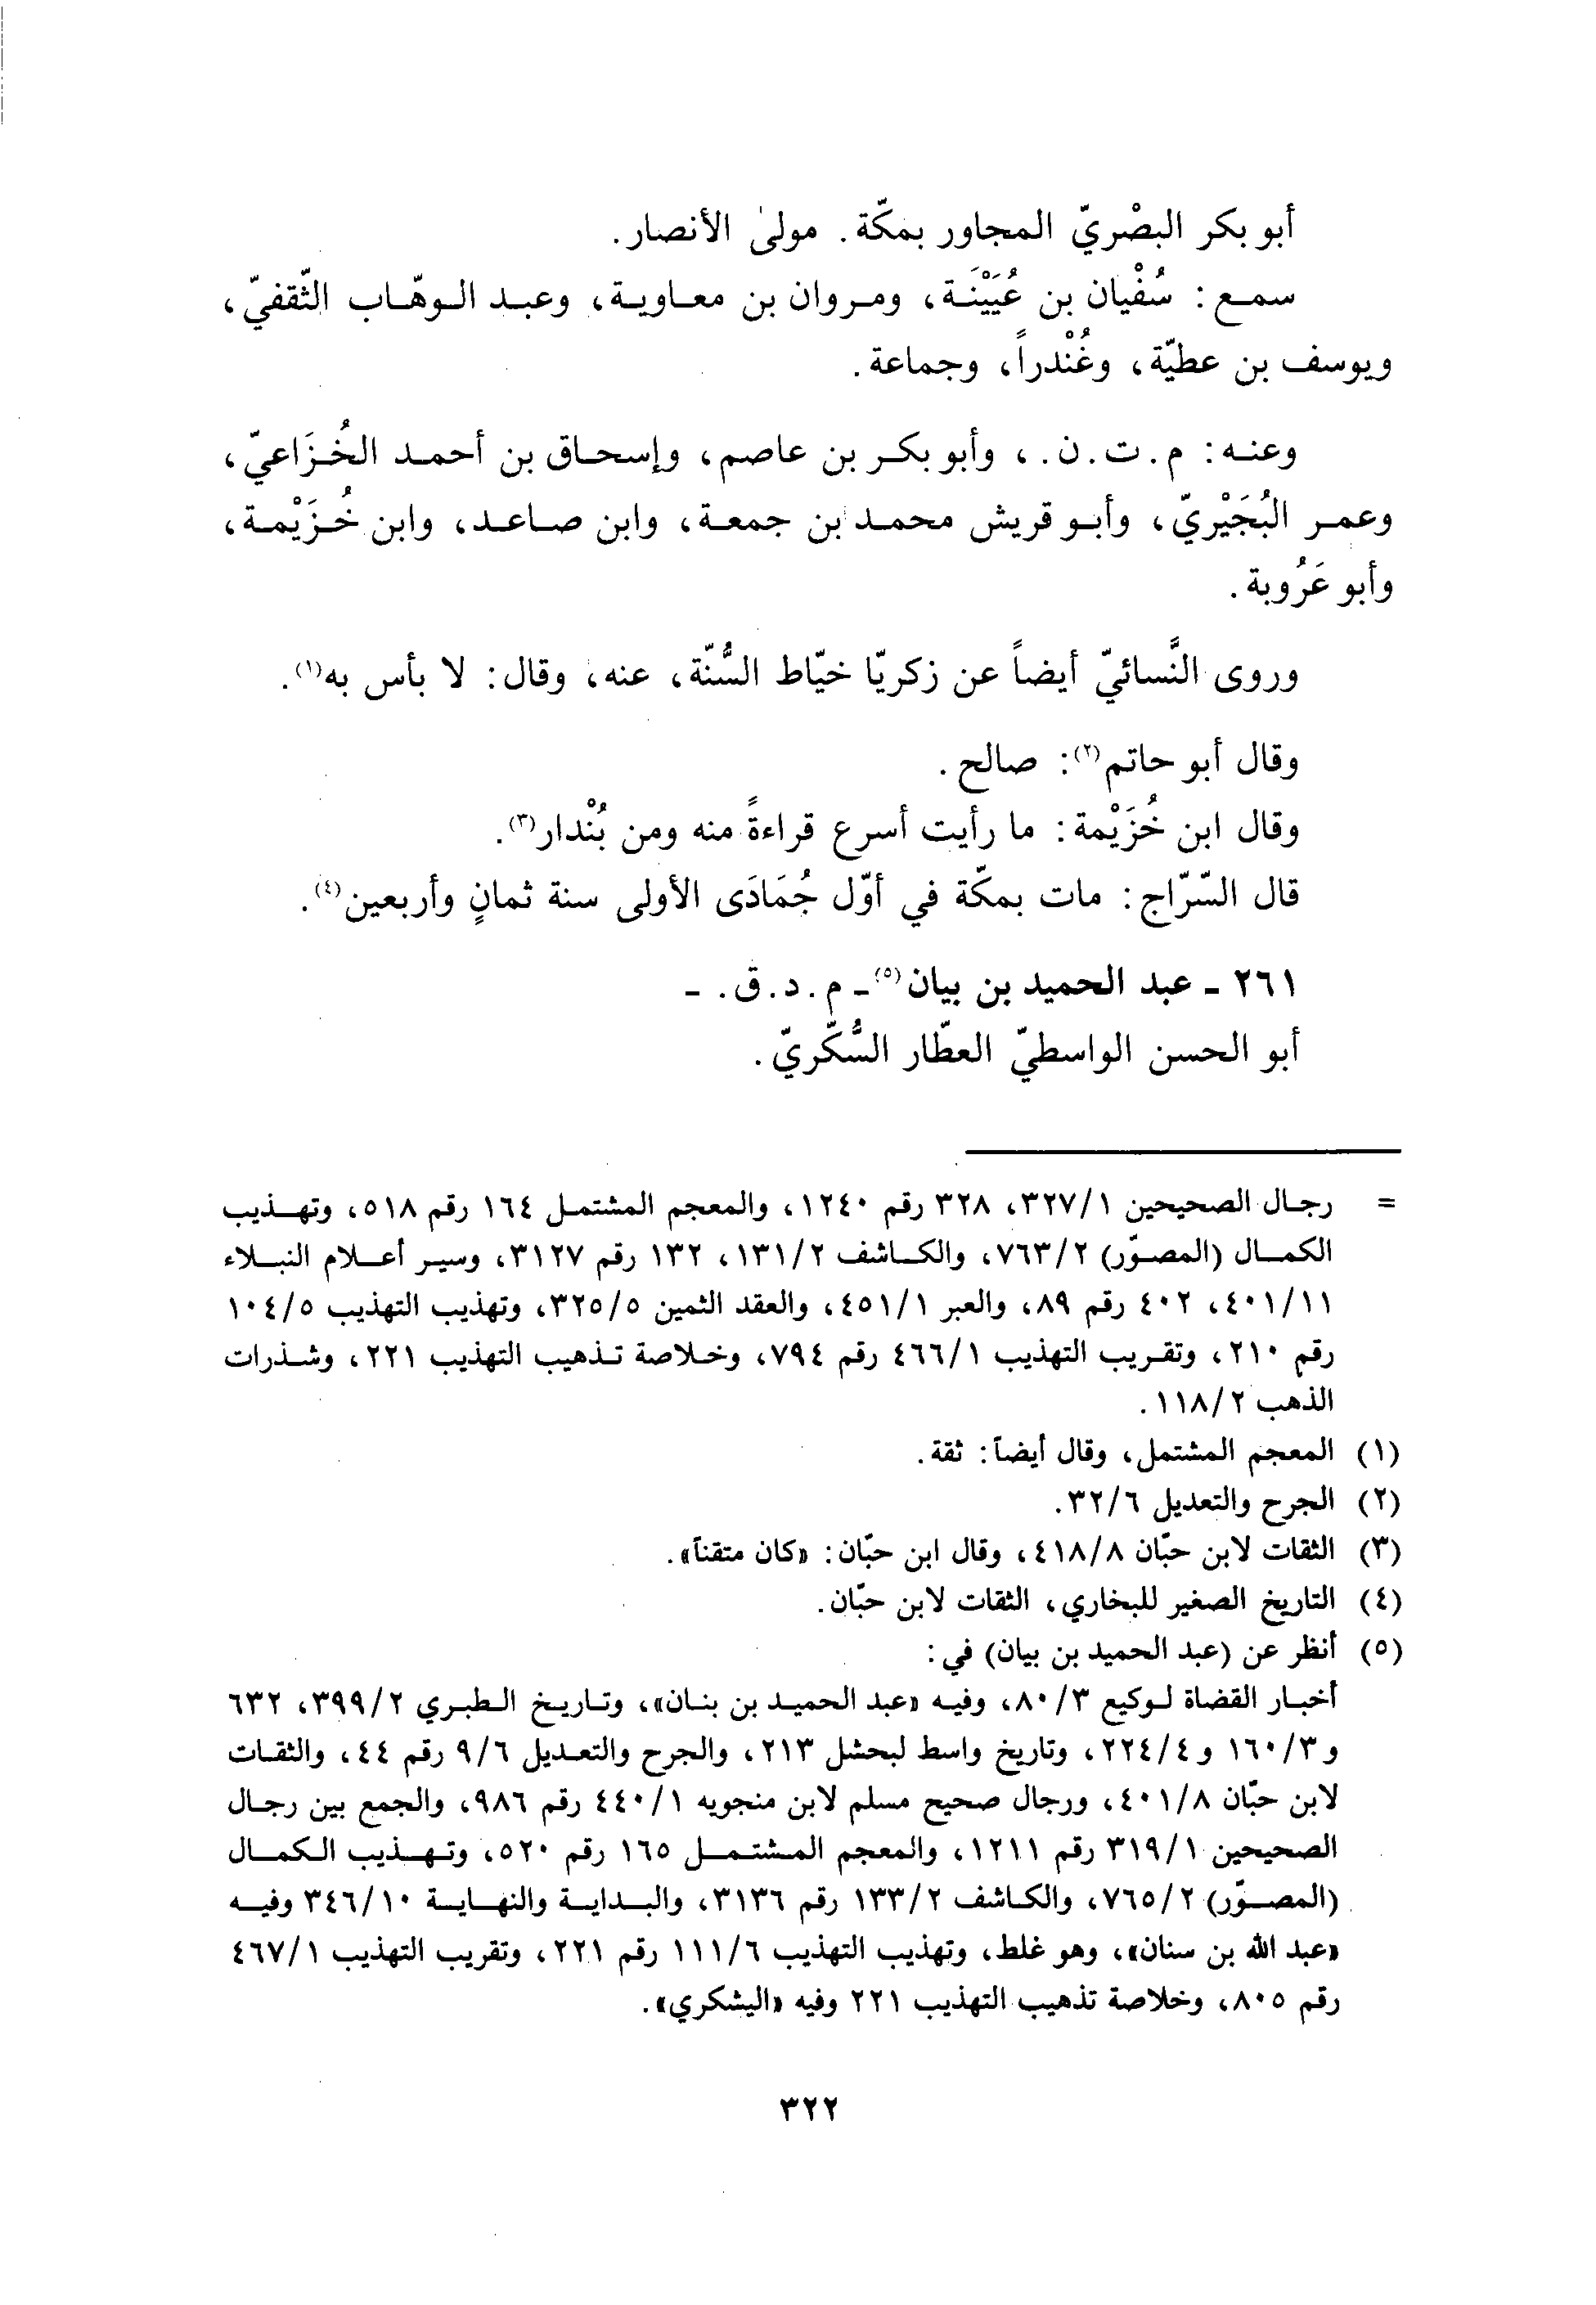 أبو بكر البصْريّ المجاور بمكّة. مولى الأنصار.
سمع: سُفْيان بن عُيَيْنَة، ومروان بن معاوية، وعبد الوهّاب الثّقفيّ،
ويوسف بن عطيّة، وغُنْدراً، وجماعة.
وعنه: م. ت. ن.، وأبو بكر بن عاصم، وإسحاق بن أحمد الخُزَاعيّ،
وعمر البُجَيْريّ، وأبو قريش محمد بن جمعة، وابن صاعد، وابن خُزَيْمة،
وأبو عَرُوبة.
وروى النَّسائيّ أيضاً عن زكريّا خيّاط السُّنّة، عنه، وقال: لا بأس به(١).
وقال أبو حاتم(٢): صالح.
وقال ابن خُزَيْمة: ما رأيت أسرع قراءةً منه ومن بُنْدار(٣).
قال السّرّاج: مات بمكّة في أوّل جُمَادَى الأولى سنة ثمانٍ وأربعين(٤).
٢٦١ - عبد الحميد بن بيان(٥) - م. د. ق. -
أبو الحسن الواسطيّ العطّار السُّكّريّ.
= رجال الصحيحين ٣٢٧/١، ٣٢٨ رقم ١٢٤٠، والمعجم المشتمل ١٦٤ رقم ٥١٨، وتهذيب
الكمال (المصوّر) ٧٦٣/٢، والكاشف ١٣١/٢، ١٣٢ رقم ٣١٢٧، وسير أعلام النبلاء
٤٠١/١١، ٤٠٢ رقم ٨٩، والعبر ٤٥١/١، والعقد الثمين ٣٢٥/٥، وتهذيب التهذيب ١٠٤/٥
رقم ٢١٠، وتقريب التهذيب ٤٦٦/١ رقم ٧٩٤، وخلاصة تذهيب التهذيب ٢٢١، وشذرات
الذهب ١١٨/٢.
(١) المعجم المشتمل، وقال أيضاً: ثقة.
(٢) الجرح والتعديل ٣٢/٦.
(٣) الثقات لابن حبّان ٤١٨/٨، وقال ابن حبّان: «كان متقناً».
(٤) التاريخ الصغير للبخاري، الثقات لابن حبّان.
(٥) أنظر عن (عبد الحميد بن بيان) في:
أخبار القضاة لوكيع ٨٠/٣، وفيه «عبد الحميد بن بنان»، وتاريخ الطبري ٣٩٩/٢، ٦٣٢
و١٦٠/٣ و٢٢٤/٤، وتاريخ واسط لبحشل ٢١٣، والجرح والتعديل ٩/٦ رقم ٤٤، والثقات
لابن حبّان ٤٠١/٨، ورجال صحيح مسلم لابن منجويه ٤٤٠/١ رقم ٩٨٦، والجمع بين رجال
الصحيحين ٣١٩/١ رقم ١٢١١، والمعجم المشتمل ١٦٥ رقم ٥٢٠، وتهذيب الكمال
(المصوّر) ٧٦٥/٢، والكاشف ١٣٣/٢ رقم ٣١٣٦، والبداية والنهاية ٣٤٦/١٠ وفيه
«عبد الله بن سنان»، وهو غلط، وتهذيب التهذيب ١١١/٦ رقم ٢٢١، وتقريب التهذيب ٤٦٧/١
رقم ٨٠٥، وخلاصة تذهيب التهذيب ٢٢١ وفيه «اليشكري».
٣٢٢